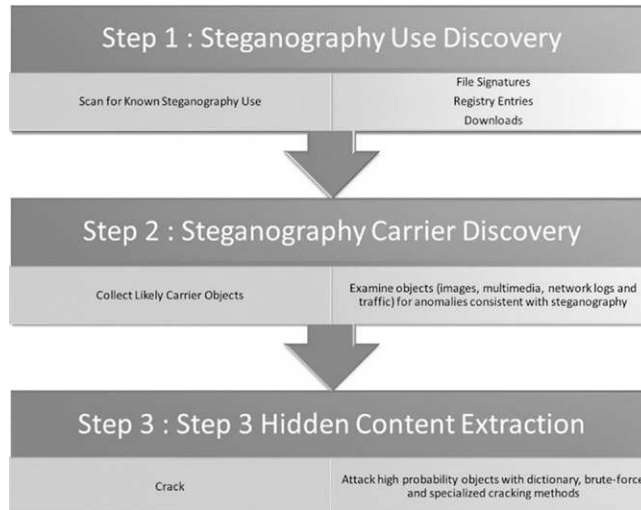 Step 1 : Steganography Use Discovery
Scan for Known Steganography Use
File Signatures
Registry Entries
Downloads
Step 2 : Steganography Carrier Discovery
Collect Likely Carrier Objects
Examine objects (images, multimedia, network logs and
traffic) for anomalies consistent with steganography
Step 3 : Step 3 Hidden Content Extraction
Crack
Attack high probability objects with dictionary, brute-force
and specialized cracking methods